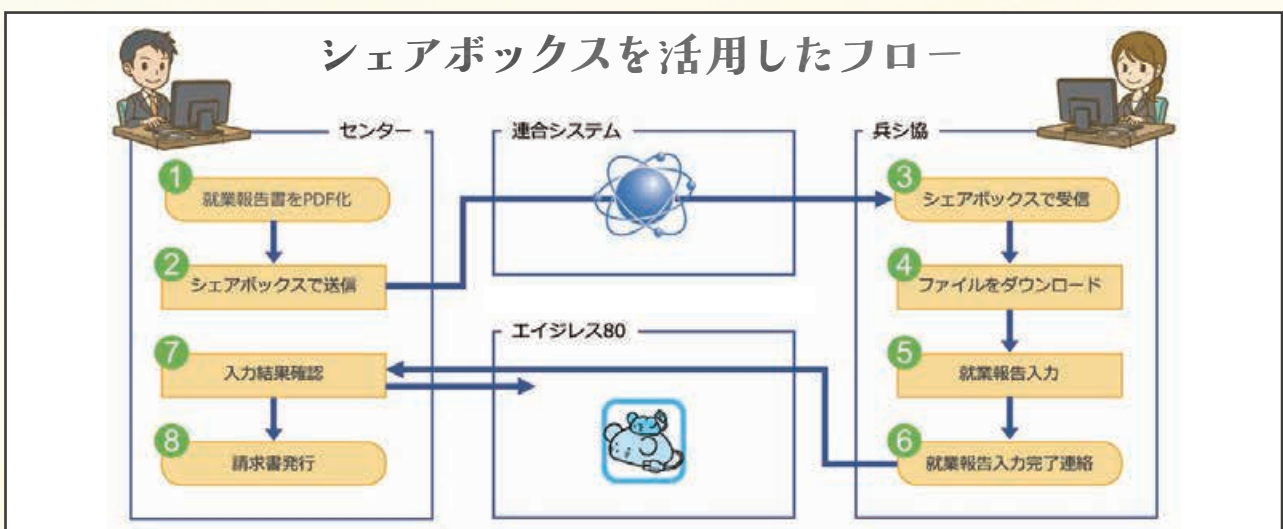 シェアボックスを活用したフロー
センター
連合システム
兵シ協
1
就業報告書をPDF化
2
シェアボックスで送信
3
シェアボックスで受信
4
ファイルをダウンロード
エイジレス80
5
就業報告入力
6
就業報告入力完了連絡
7
入力結果確認
8
請求書発行